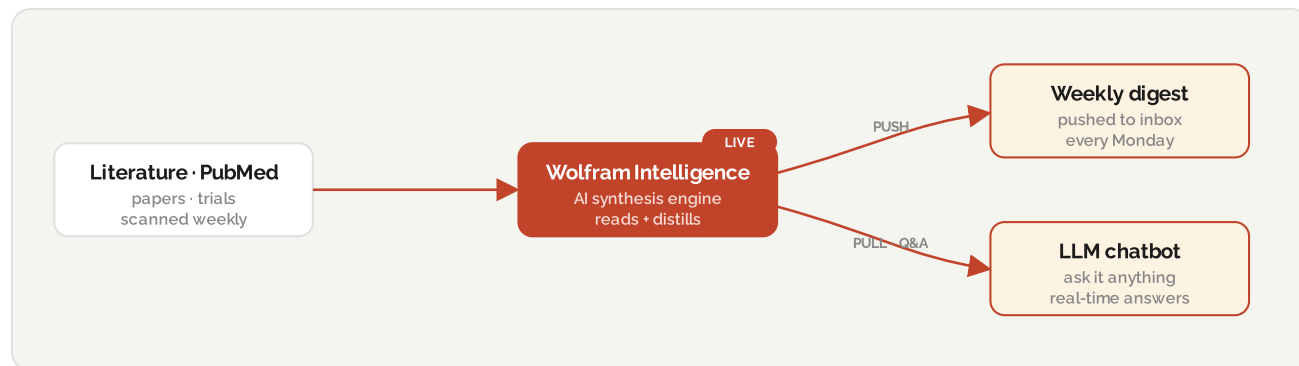 Literature · PubMed
papers · trials
scanned weekly
LIVE
Wolfram Intelligence
AI synthesis engine
reads + distills
PUSH
Weekly digest
pushed to inbox
every Monday
PULL · Q&A
LLM chatbot
ask it anything
real-time answers